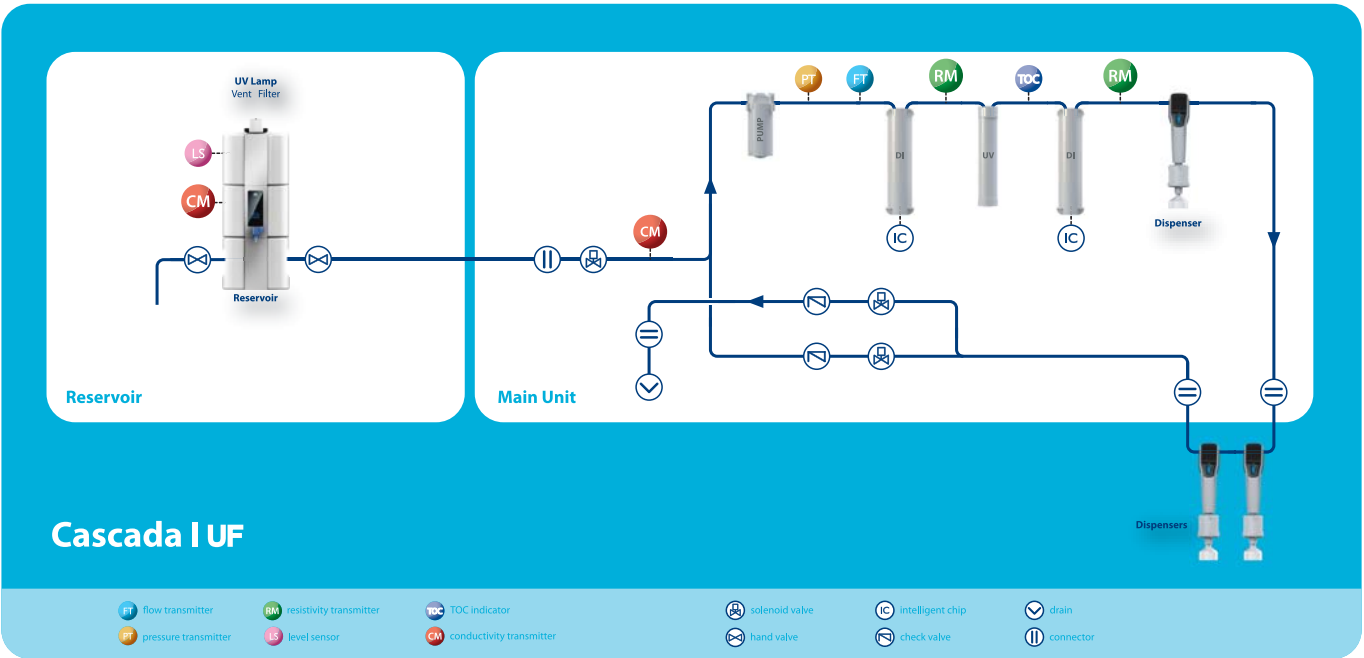 UV Lamp
Vent Filter
LS
CM
Reservoir
Reservoir
CM
PUMP
PT
FT
RM
TOC
RM
DI
UV
DI
IC
IC
Dispenser
Main Unit
Dispensers
Cascada I UF
FT flow transmitter
RM resistivity transmitter
TOC TOC indicator
solenoid valve
IC intelligent chip
drain
PT pressure transmitter
LS level sensor
CM conductivity transmitter
hand valve
check valve
connector